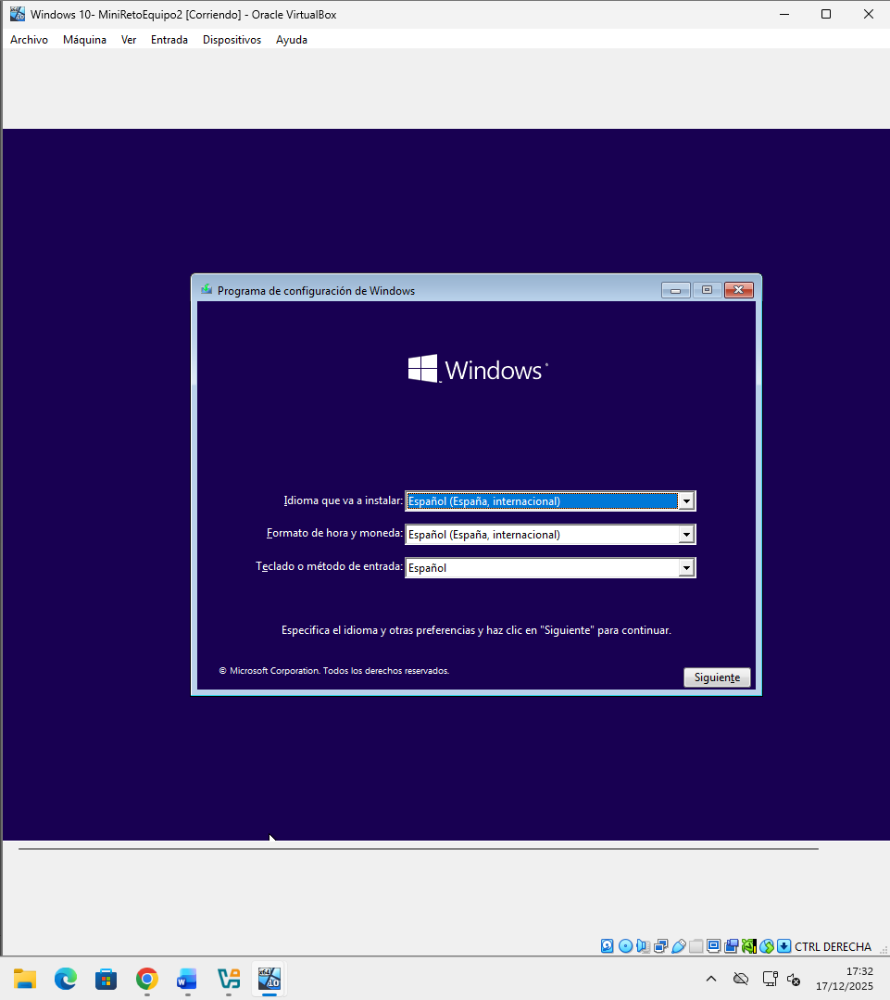 Windows 10- MiniRetoEquipo2 [Corriendo] - Oracle VirtualBox
Archivo Máquina Ver Entrada Dispositivos Ayuda
Programa de configuración de Windows
Windows
Idioma que va a instalar: Español (España, internacional)
Formato de hora y moneda: Español (España, internacional)
Teclado o método de entrada: Español
Especifica el idioma y otras preferencias y haz clic en "Siguiente" para continuar.
© Microsoft Corporation. Todos los derechos reservados.
Siguiente
CTRL DERECHA
x64
10
17:32
17/12/2025